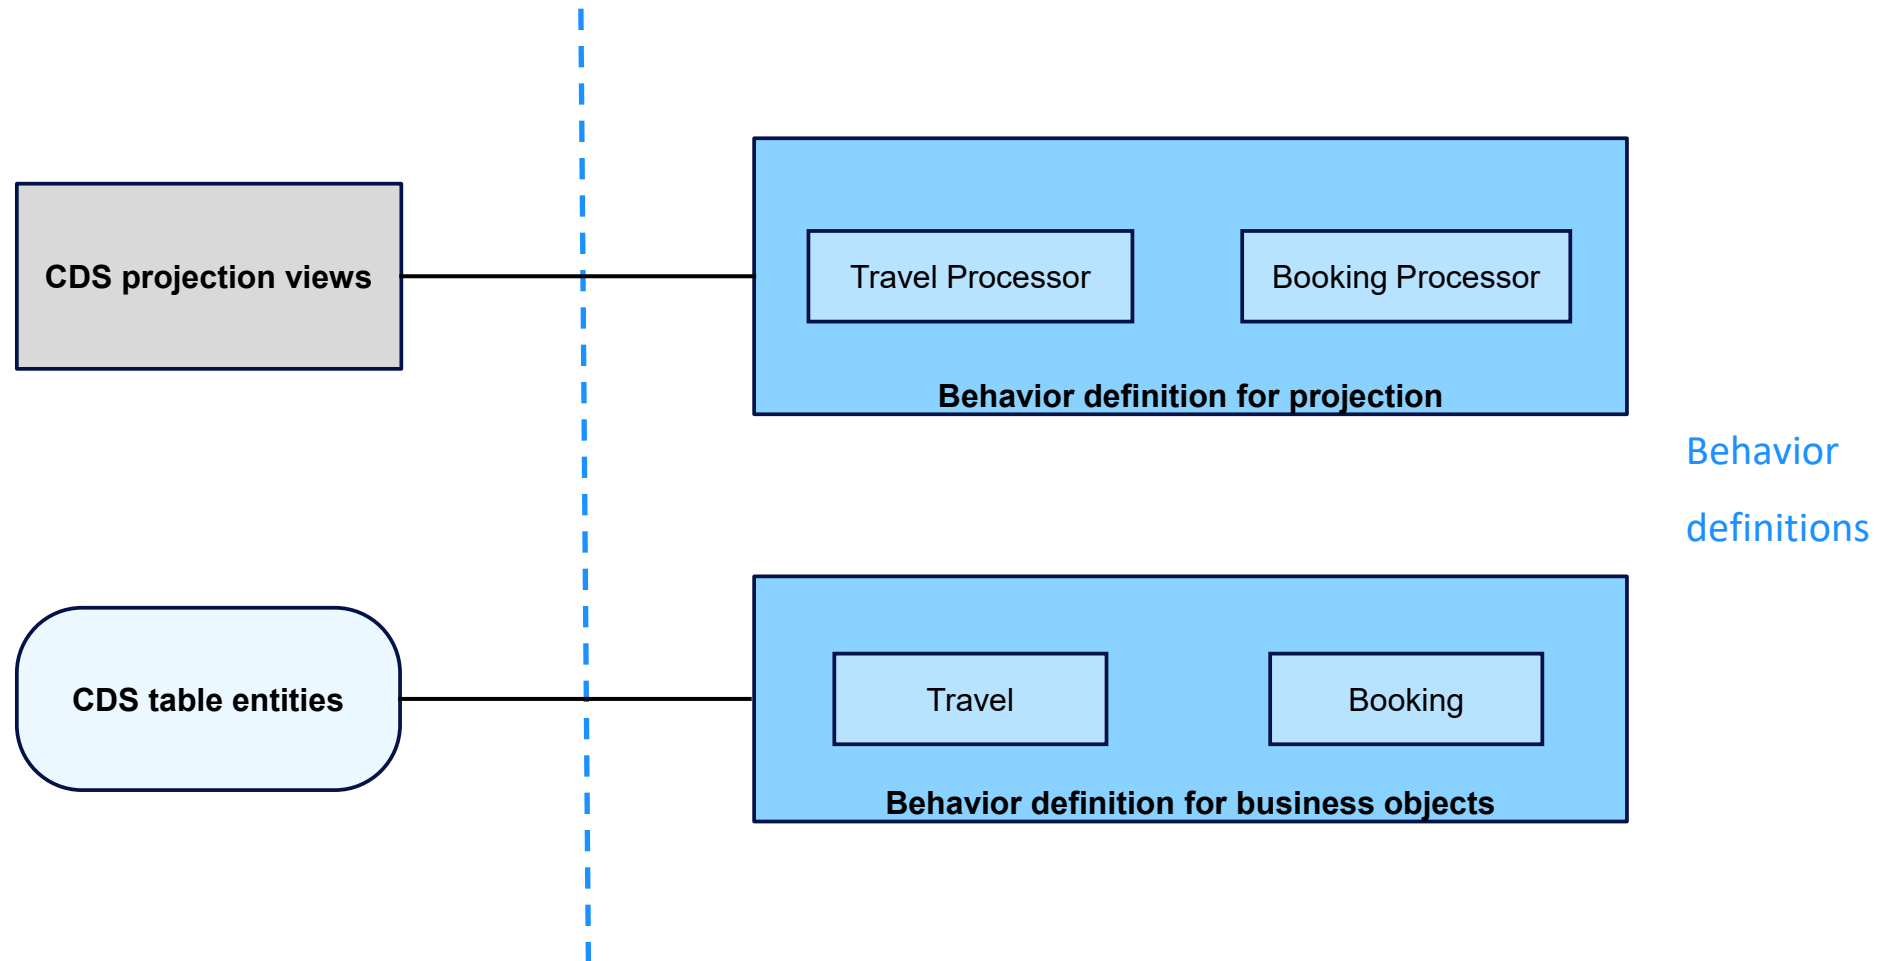 CDS projection views
Travel Processor
Booking Processor
Behavior definition for projection
Behavior
definitions
CDS table entities
Travel
Booking
Behavior definition for business objects